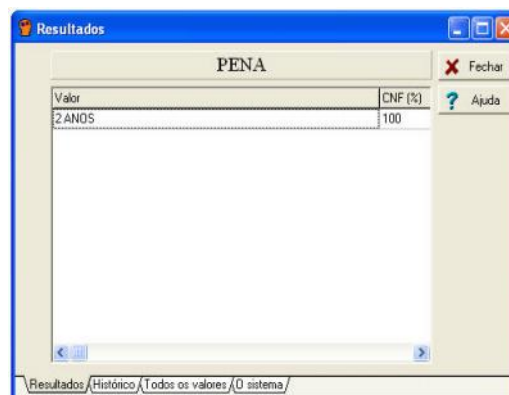 Resultados
PENA
Fechar
Valor CNF (%)
? Ajuda
2 ANOS 100
Resultados Histórico Todos os valores O sistema